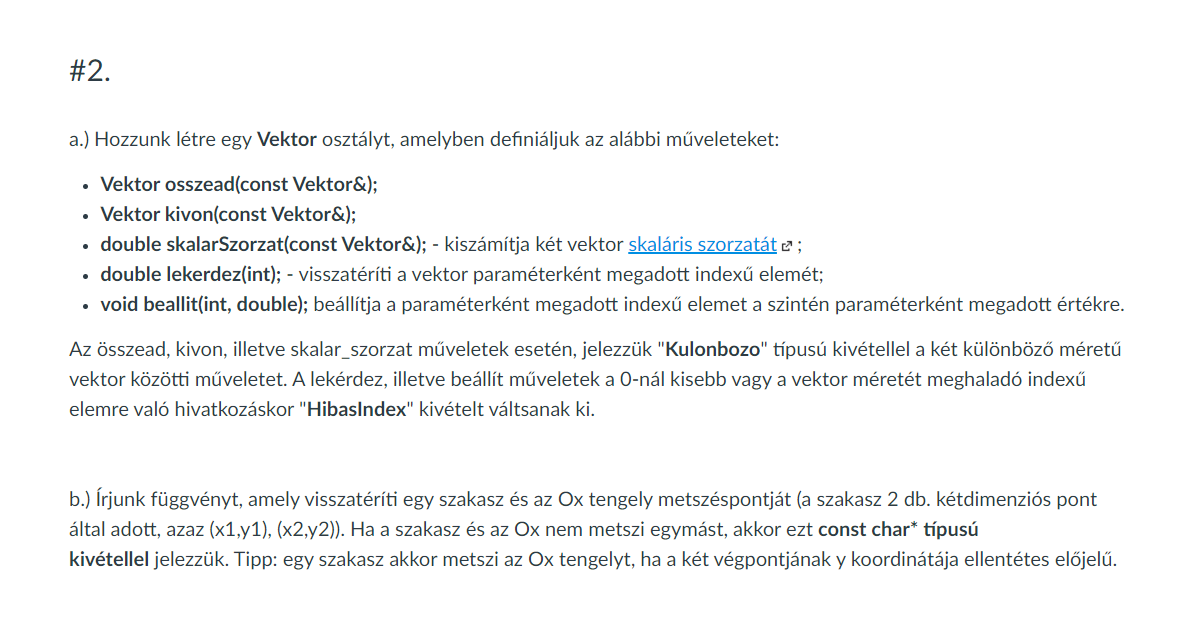 #2.
a.) Hozzunk létre egy Vektor osztályt, amelyben definiáljuk az alábbi műveleteket:
• Vektor osszead(const Vektor&);
• Vektor kivon(const Vektor&);
• double skalarSzorzat(const Vektor&); - kiszámítja két vektor skaláris szorzatát ;
• double lekerdez(int); - visszatéríti a vektor paraméterként megadott indexű elemét;
• void beallit(int, double); beállítja a paraméterként megadott indexű elemet a szintén paraméterként megadott értékre.
Az összead, kivon, illetve skalar_szorzat műveletek esetén, jelezzük "Kulonbozo" típusú kivétellel a két különböző méretű
vektor közötti műveletet. A lekérdez, illetve beállít műveletek a 0-nál kisebb vagy a vektor méretét meghaladó indexű
elemre való hivatkozáskor "HibasIndex" kivételt váltsanak ki.
b.) Írjunk függvényt, amely visszatéríti egy szakasz és az Ox tengely metszéspontját (a szakasz 2 db. kétdimenziós pont
által adott, azaz (x1,y1), (x2,y2)). Ha a szakasz és az Ox nem metszi egymást, akkor ezt const char* típusú
kivétellel jelezzük. Tipp: egy szakasz akkor metszi az Ox tengelyt, ha a két végpontjának y koordinátája ellentétes előjelű.